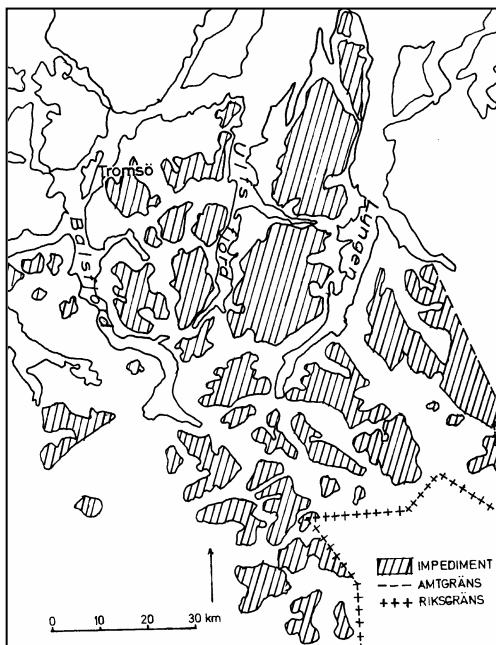 Tromsö
Ulfsfjord
Balsfjord
Lyngen
IMPEDIMENT
AMTGRÄNS
RIKSGRÄNS
0 10 20 30 km